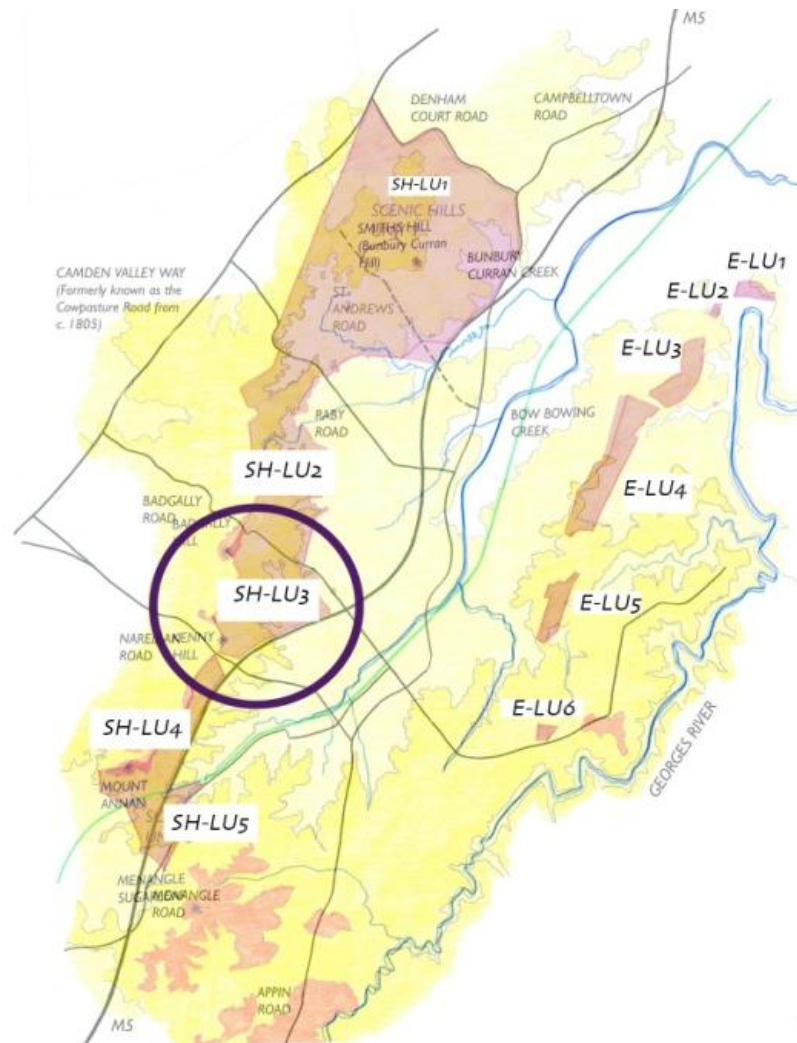 M5
DENHAM
COURT ROAD
CAMPBELLTOWN
ROAD
SH-LU1
SCENIC HILLS
SMITHS HILL
(Bunbury Curran
Hill)
BUNBURY
CURRAN CREEK
CAMDEN VALLEY WAY
(Formerly known as the
Cowpasture Road from
c. 1805)
ST.
ANDREWS
ROAD
E-LU1
E-LU2
E-LU3
RABY
ROAD
BOW BOWING
CREEK
SH-LU2
E-LU4
BADGALLY
ROAD
BADGALLY
HILL
SH-LU3
E-LU5
NARELLAN
ROAD
KENNY
HILL
E-LU6
GEORGES RIVER
SH-LU4
MOUNT
ANNAN
SH-LU5
MENANGLE
SUGARLOAF
MENANGLE
ROAD
APPIN
ROAD
M5